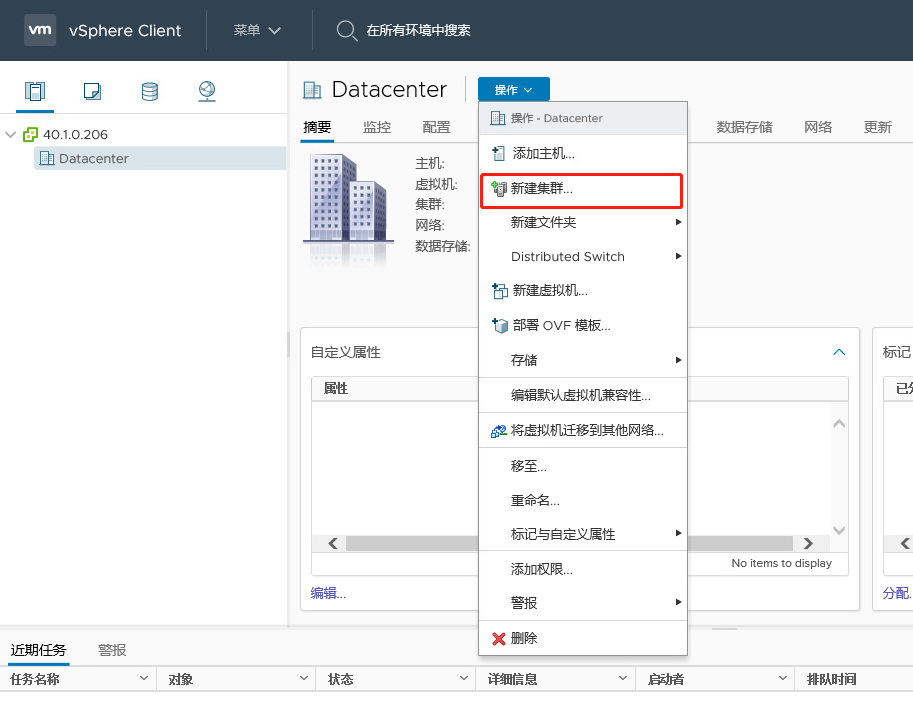 vm vSphere Client 菜单 在所有环境中搜索
Datacenter 操作
40.1.0.206
Datacenter
摘要 监控 配置 数据存储 网络 更新
主机:
虚拟机:
集群:
网络:
数据存储:
操作 - Datacenter
添加主机...
新建集群...
新建文件夹
Distributed Switch
新建虚拟机...
部署 OVF 模板...
存储
编辑默认虚拟机兼容性...
将虚拟机迁移到其他网络...
移至...
重命名...
标记与自定义属性
添加权限...
警报
删除
自定义属性
属性
No items to display
编辑...
标记
已分
分配.
近期任务 警报
任务名称 对象 状态 详细信息 启动者 排队时间